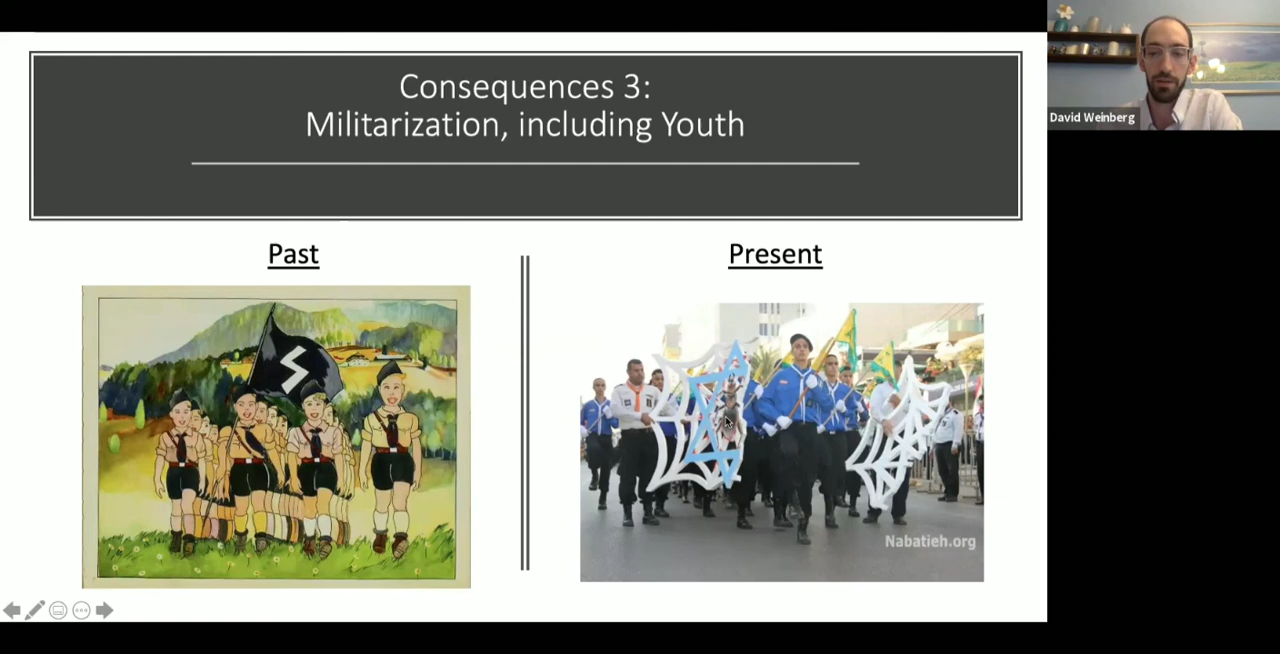 Consequences 3:
Militarization, including Youth
Past
Present
Nabatieh.org
David Weinberg